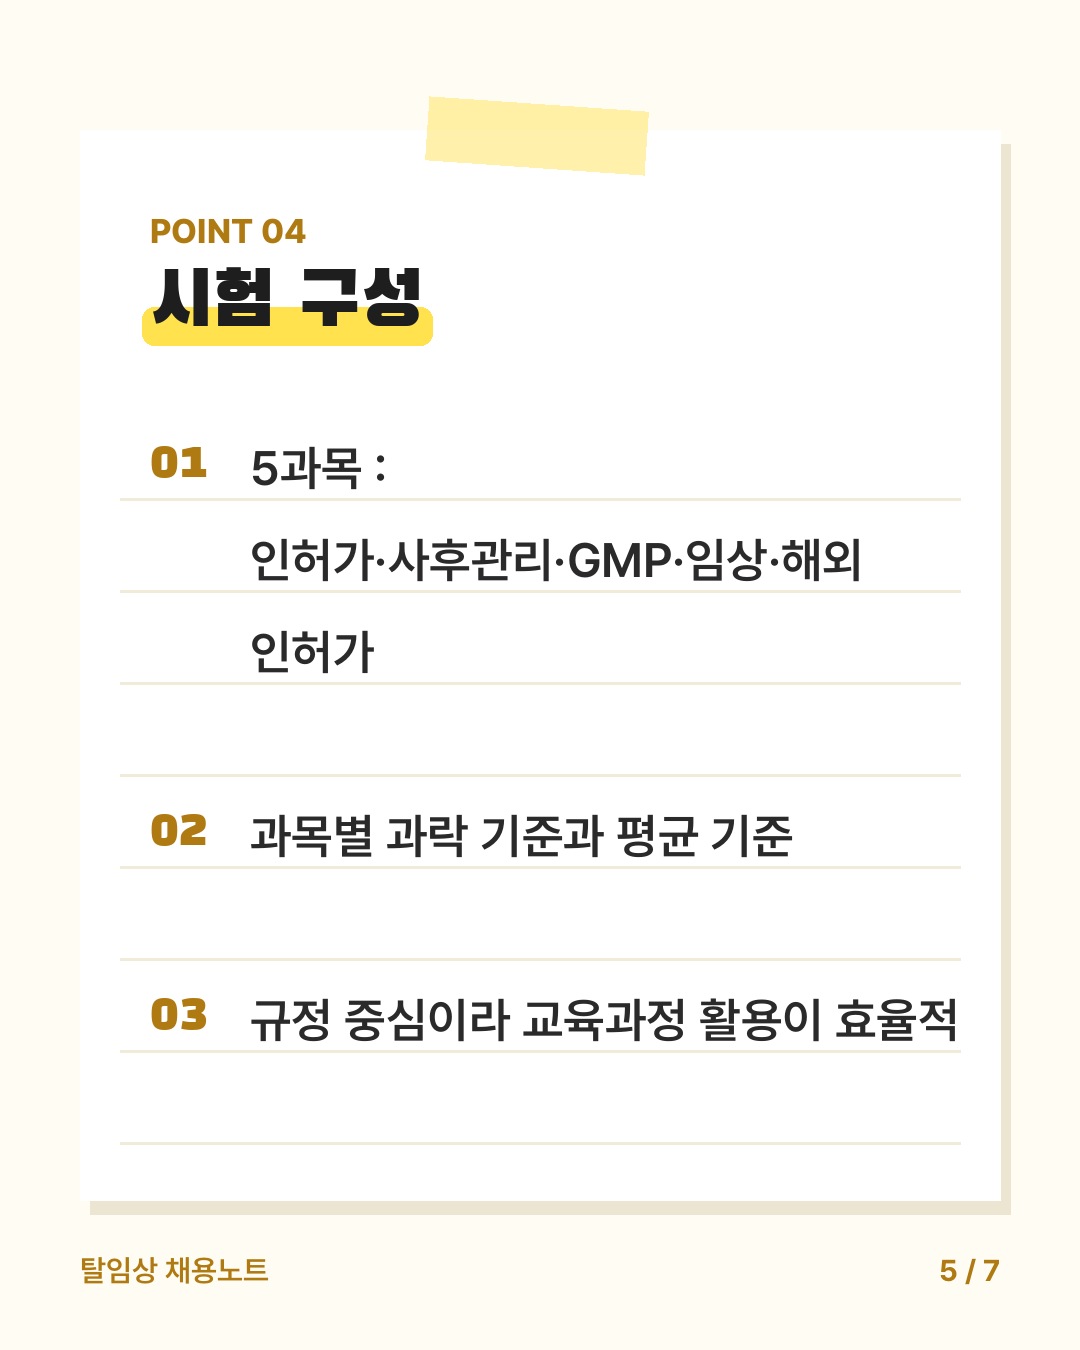 POINT 04
시험 구성
01 5과목 :
인허가·사후관리·GMP·임상·해외
인허가
02 과목별 과락 기준과 평균 기준
03 규정 중심이라 교육과정 활용이 효율적
탈임상 채용노트
5 / 7